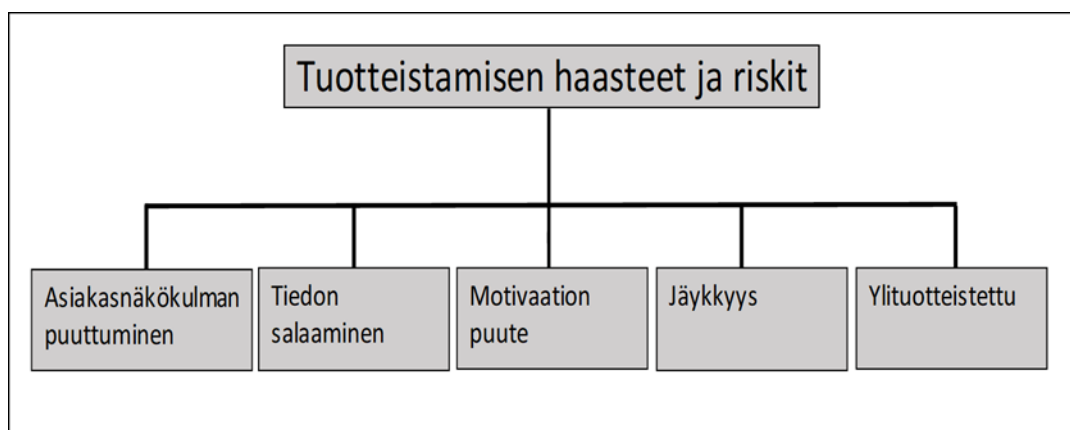 Tuotteistamisen haasteet ja riskit
Asiakasnäkökulman
puuttuminen
Tiedon
salaaminen
Motivaation
puute
Jäykkyys
Ylituotteistettu